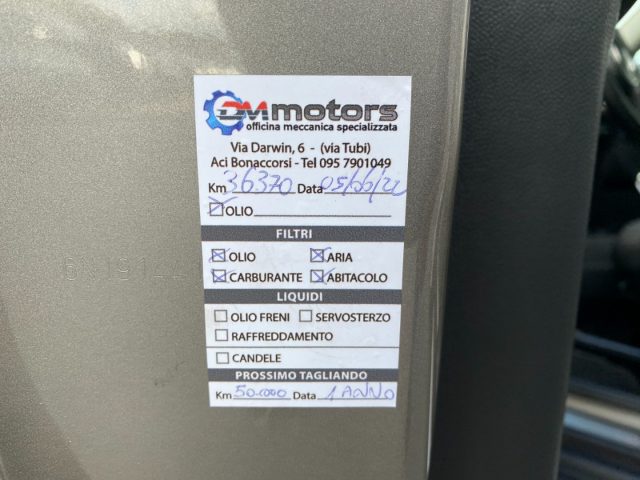 DMmotors
officina meccanica specializzata
Via Darwin, 6 - (via Tubi)
Aci Bonaccorsi - Tel 095 7901049
Km 36370 Data 05/06/22
OLIO
FILTRI
OLIO ARIA
CARBURANTE ABITACOLO
LIQUIDI
OLIO FRENI SERVOSTERZO
RAFFREDDAMENTO
CANDELE
PROSSIMO TAGLIANDO
Km 50.000 Data 1 ANNO